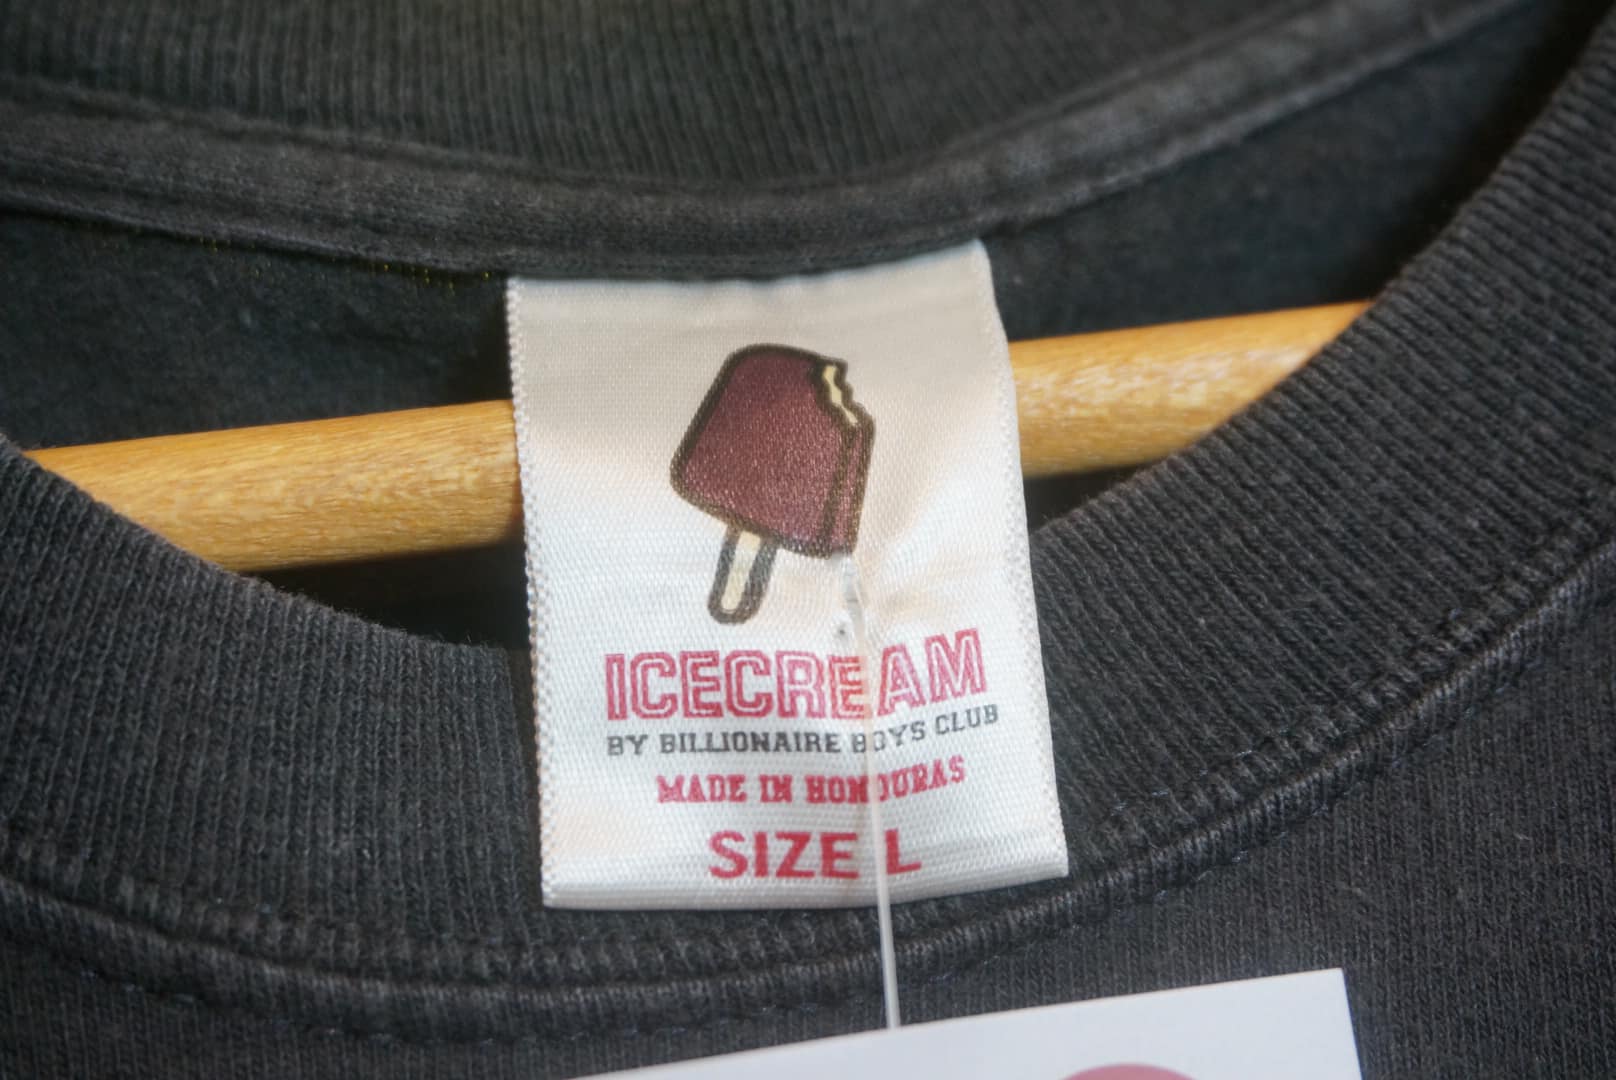 ICECREAM
BY BILLIONAIRE BOYS CLUB
MADE IN HONDURAS
SIZE L